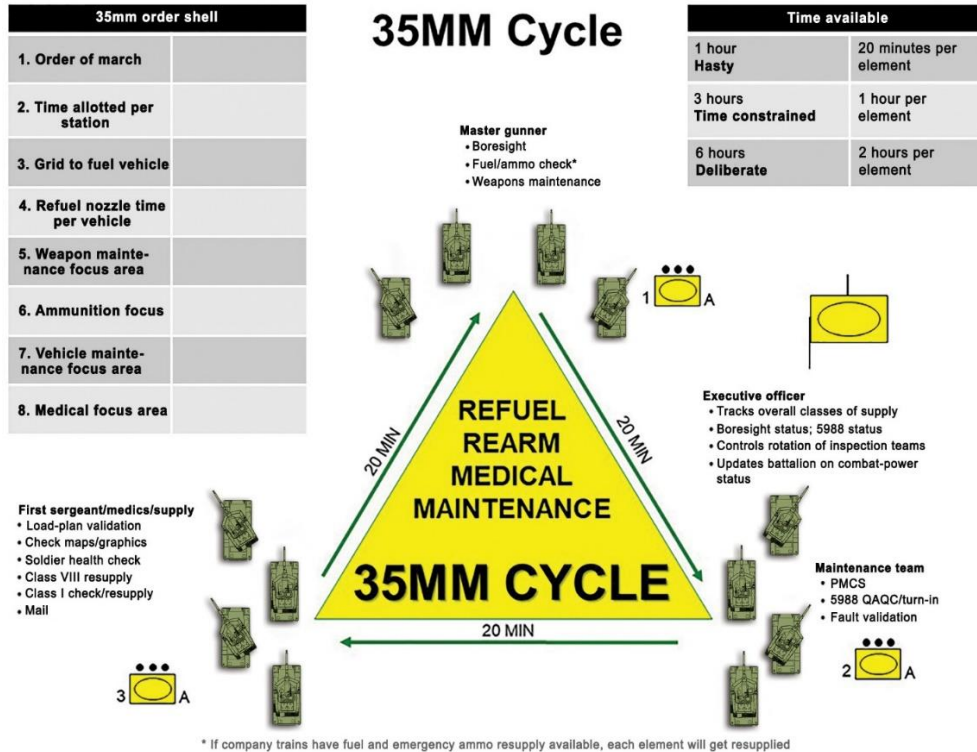 35mm order shell
1. Order of march
2. Time allotted per
station
3. Grid to fuel vehicle
4. Refuel nozzle time
per vehicle
5. Weapon mainte-
nance focus area
6. Ammunition focus
7. Vehicle mainte-
nance focus area
8. Medical focus area
35MM Cycle
Time available
1 hour
Hasty
20 minutes per
element
3 hours
Time constrained
1 hour per
element
6 hours
Deliberate
2 hours per
element
Master gunner
• Boresight
• Fuel/ammo check*
• Weapons maintenance
1 A
Executive officer
• Tracks overall classes of supply
• Boresight status; 5988 status
• Controls rotation of inspection teams
• Updates battalion on combat-power
status
20 MIN
20 MIN
REFUEL
REARM
MEDICAL
MAINTENANCE
35MM CYCLE
20 MIN
First sergeant/medics/supply
• Load-plan validation
• Check maps/graphics
• Soldier health check
• Class VIII resupply
• Class I check/resupply
• Mail
3 A
Maintenance team
• PMCS
• 5988 QAQC/turn-in
• Fault validation
2 A
* If company trains have fuel and emergency ammo resupply available, each element will get resupplied